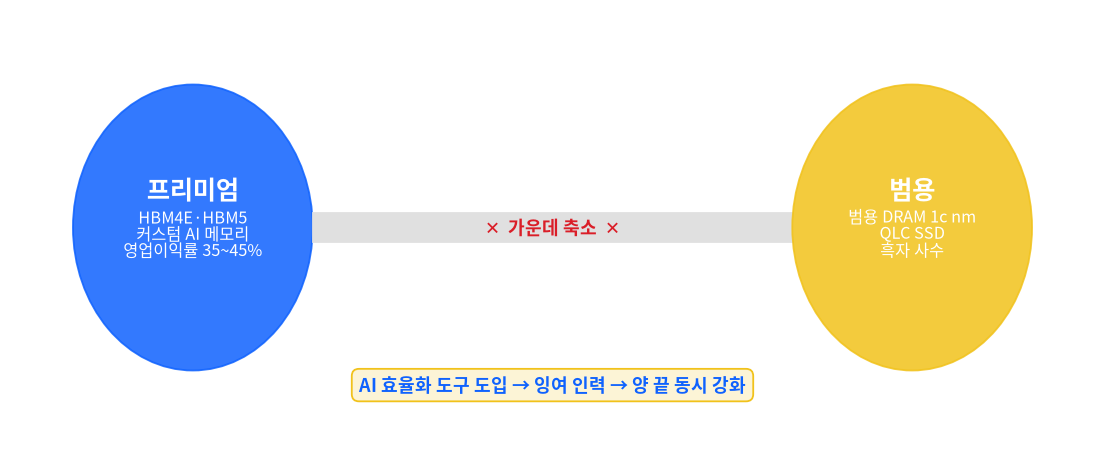 프리미엄
HBM4E·HBM5
커스텀 AI 메모리
영업이익률 35~45%
× 가운데 축소 ×
범용
범용 DRAM 1c nm
QLC SSD
흑자 사수
AI 효율화 도구 도입 → 잉여 인력 → 양 끝 동시 강화